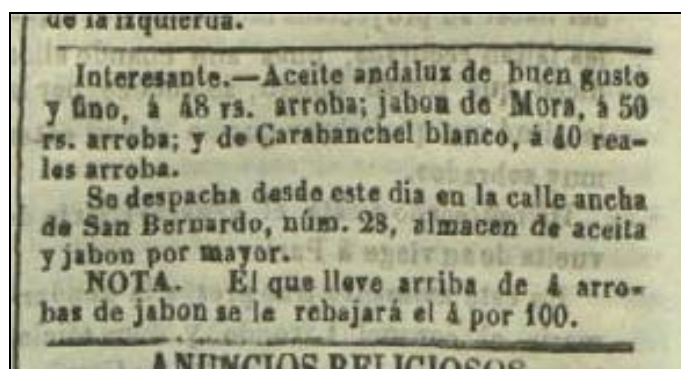 de la izquierda.
Interesante.—Aceite andaluz de buen gusto
y fino, á 48 rs. arroba; jabon de Mora, á 50
rs. arroba; y de Carabanchel blanco, á 40 rea-
les arroba.
Se despacha desde este dia en la calle ancha
de San Bernardo, núm. 28, almacen de aceite
y jabon por mayor.
NOTA. El que lleve arriba de 4 arro-
bas de jabon se le rebajará el 4 por 100.
ANUNCIOS RELIGIOSOS